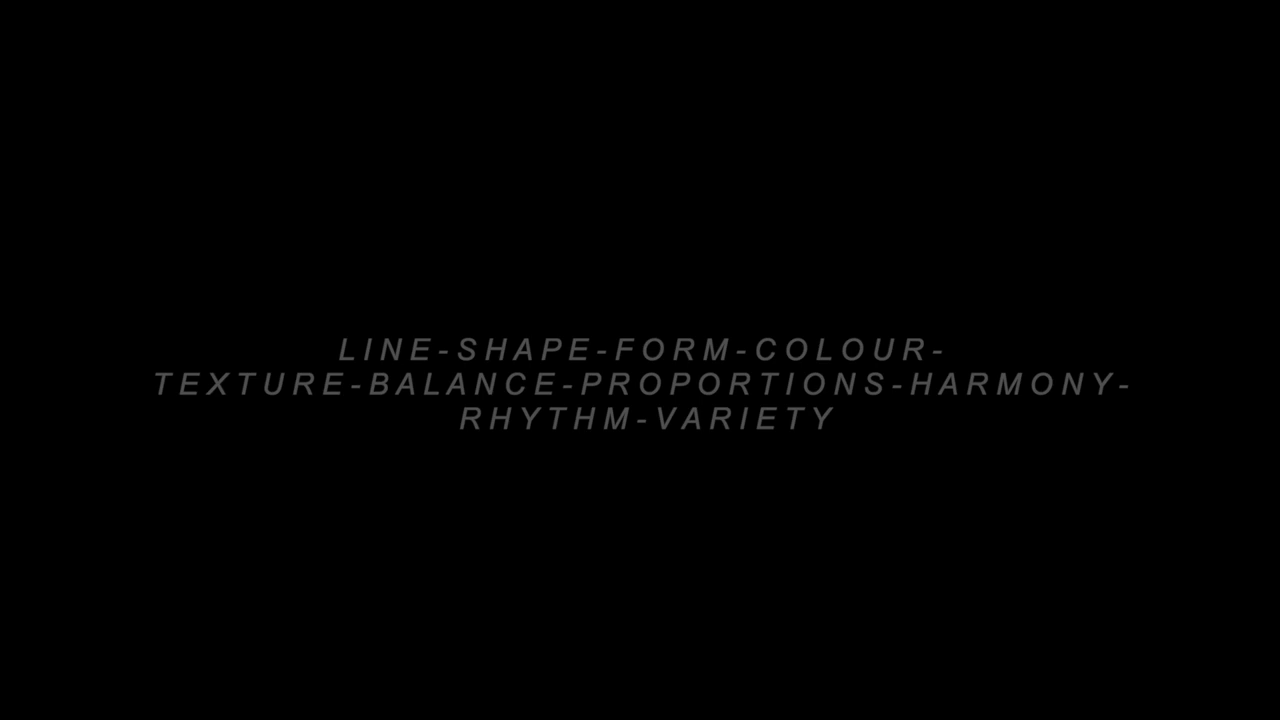 LINE-SHAPE-FORM-COLOUR-
TEXTURE-BALANCE-PROPORTIONS-HARMONY-
RHYTHM-VARIETY